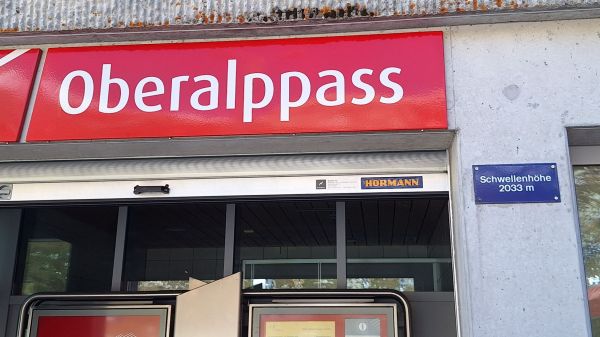 Oberalppass
HÖRMANN
Schwellenhöhe
2033 m